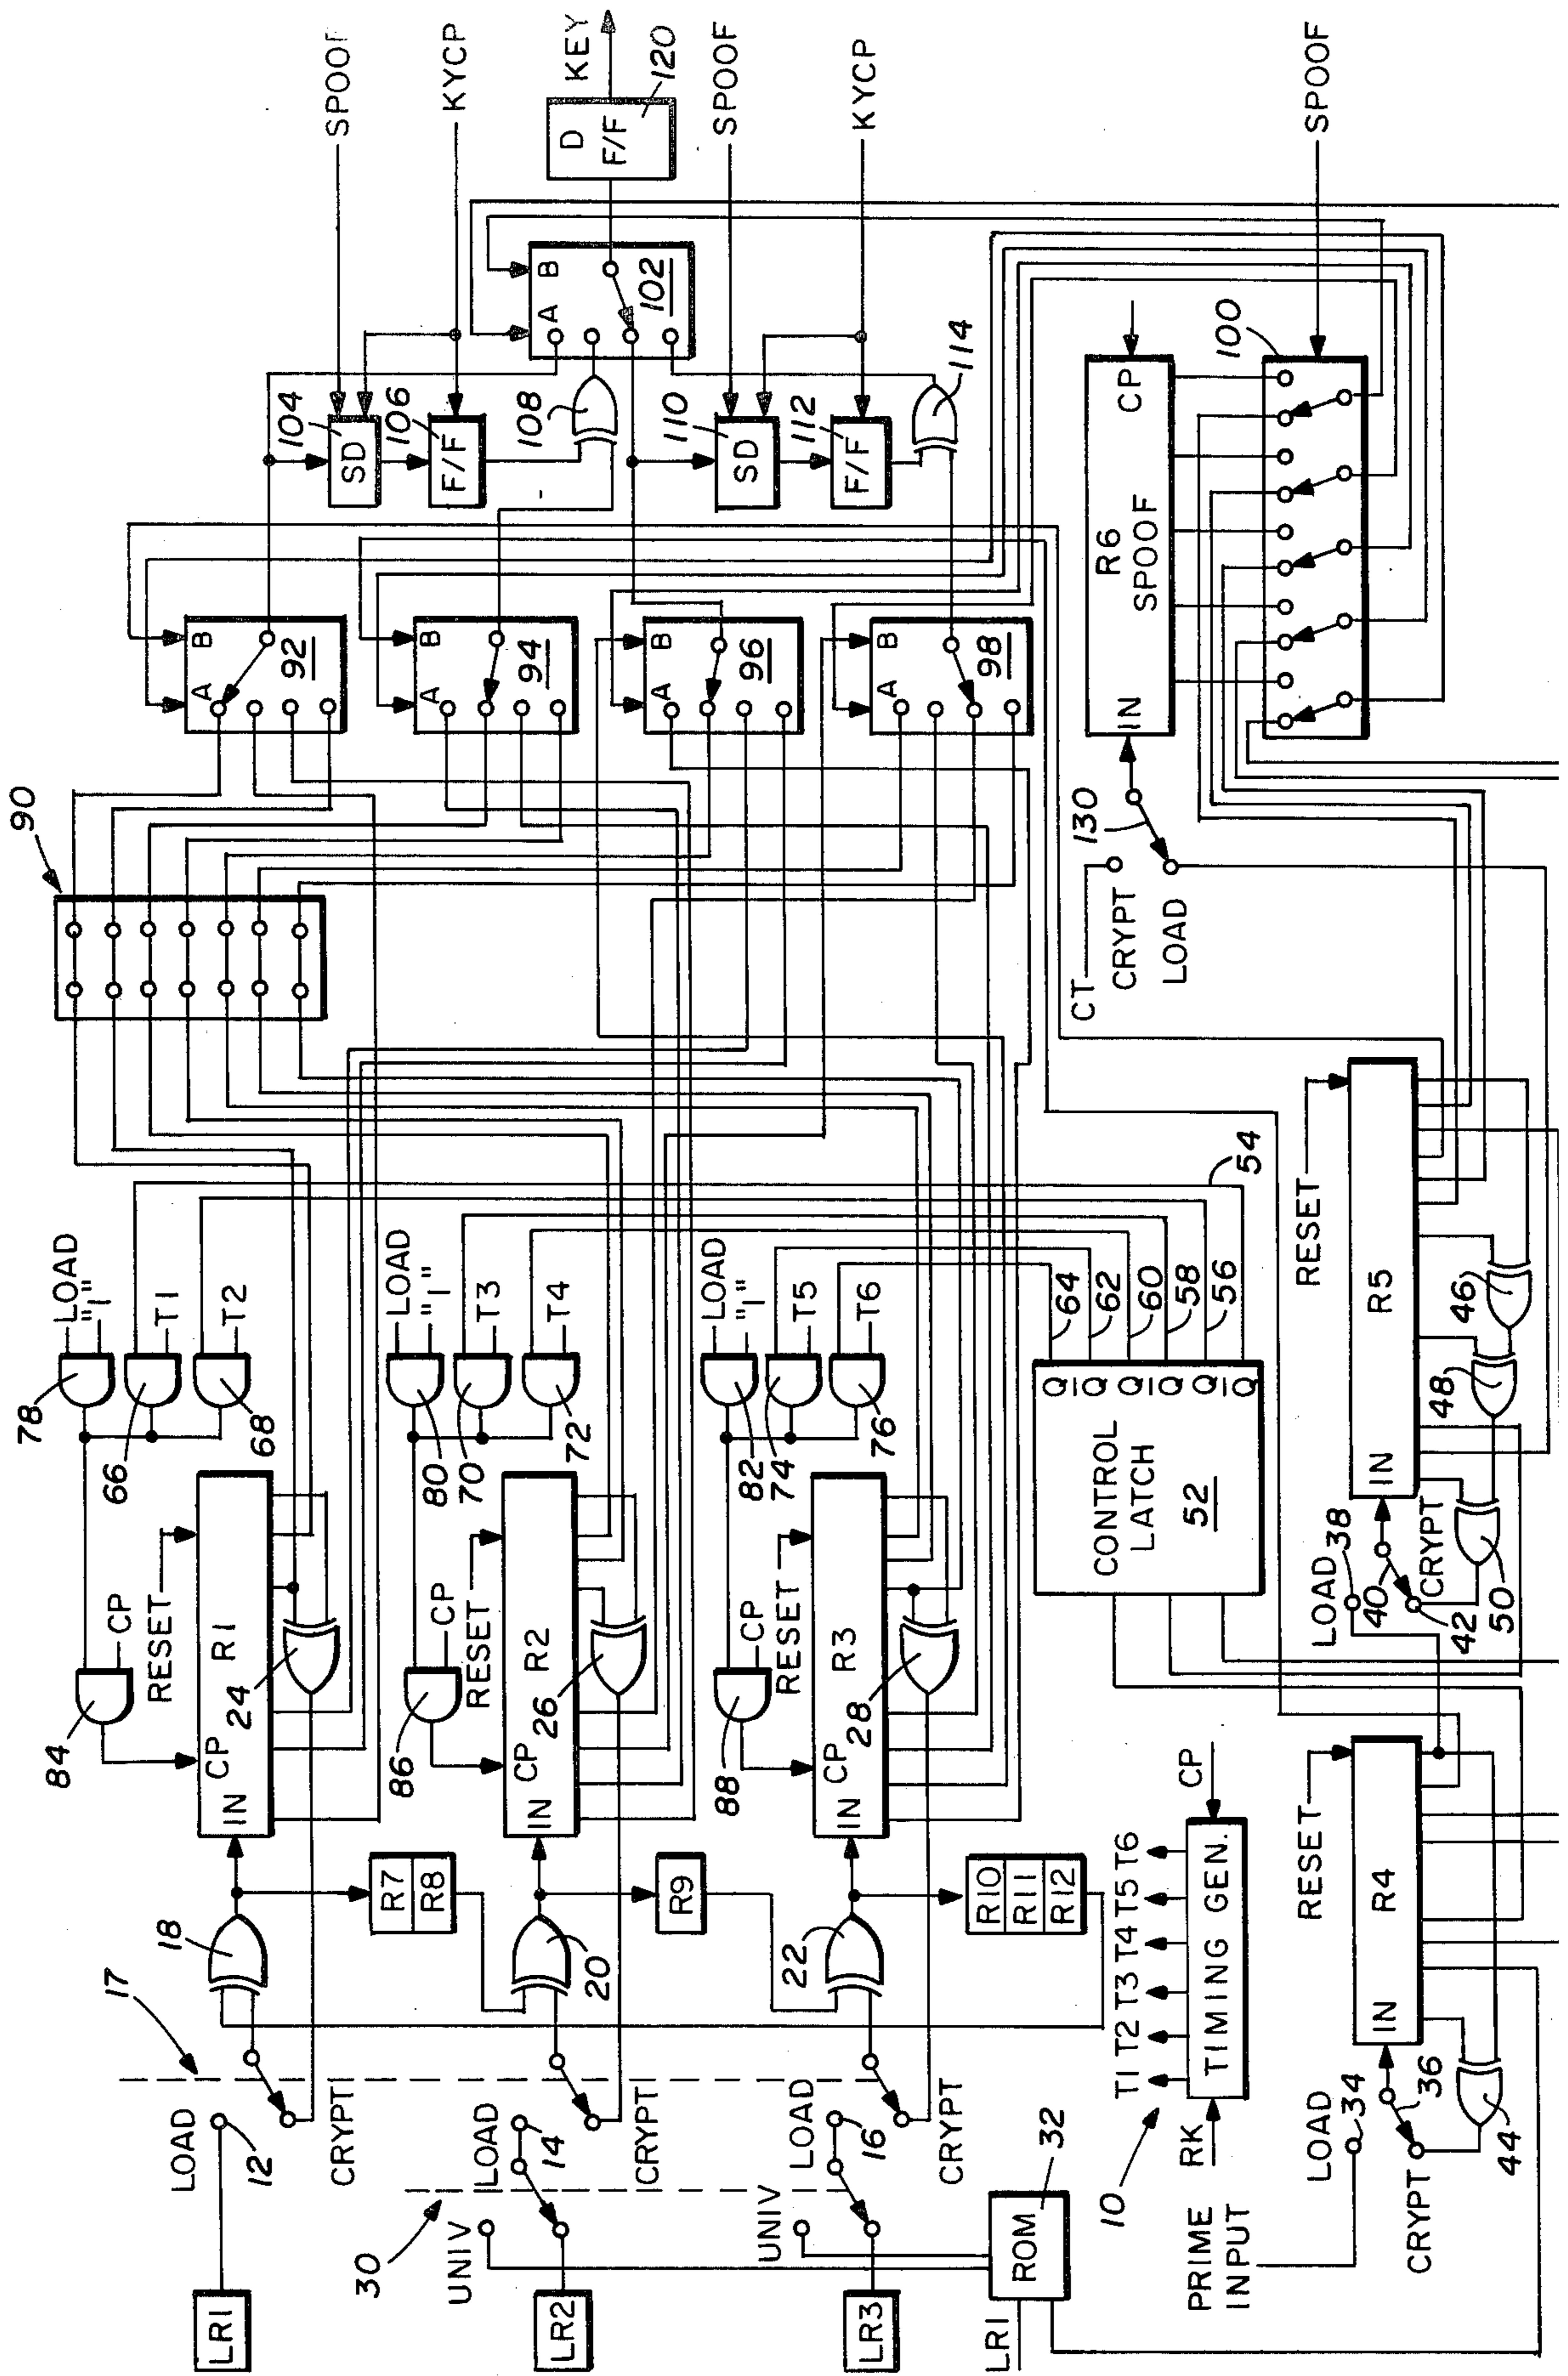 90
SPOOF
104
SD
KYCP
106
F/F
108
KEY
D
F/F
120
A
B
102
SPOOF
110
SD
KYCP
112
F/F
114
A
B
92
A
B
94
A
B
96
A
B
98
78
LOAD
"1"
66
T1
68
T2
84
CP
RESET
CP
R1
IN
24
80
LOAD
"1"
70
T3
72
T4
86
CP
RESET
CP
R2
IN
26
82
LOAD
"1"
74
T5
76
T6
88
CP
RESET
CP
R3
IN
28
17
18
R7
R8
20
R9
22
R10
R11
R12
LOAD
12
CRYPT
LOAD
14
CRYPT
LOAD
16
CRYPT
30
UNIV
UNIV
LR1
LR2
LR3
LR1
ROM
32
10
T1 T2 T3 T4 T5 T6
RK
TIMING GEN.
CP
CONTROL
LATCH
52
Q
Q
Q
Q
Q
Q
64
62
60
58
56
54
CT
CRYPT
130
LOAD
R6
IN
SPOOF
CP
100
SPOOF
PRIME
INPUT
LOAD
34
36
CRYPT
44
IN
R4
RESET
LOAD
38
40
42
CRYPT
50
IN
R5
RESET
48
46